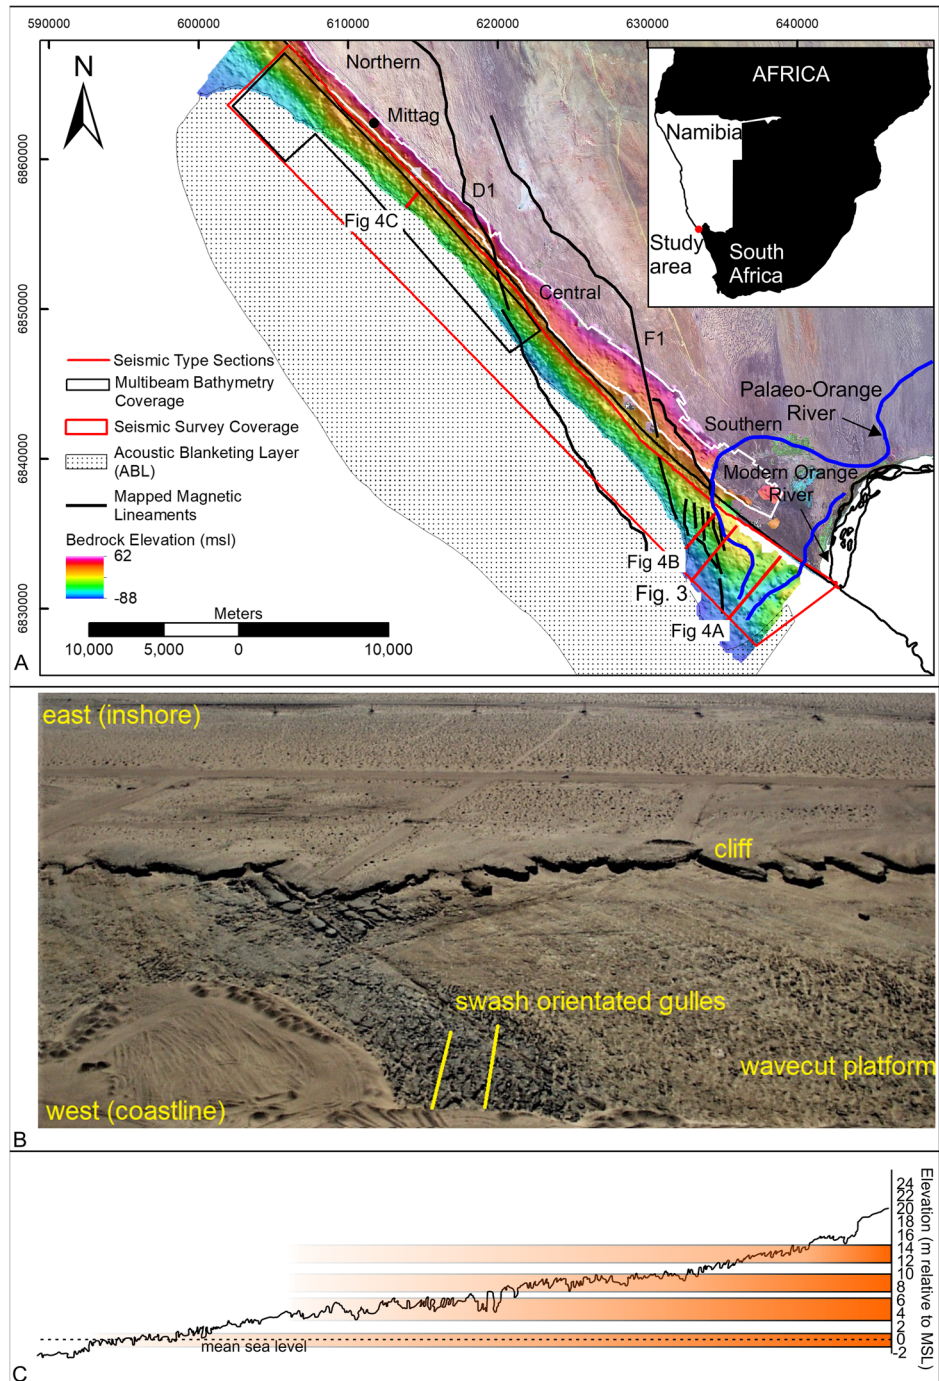 590000
600000
610000
620000
630000
640000
6860000
6850000
6840000
6830000
N
Northern
Mittag
D1
Fig 4C
Central
F1
AFRICA
Namibia
Study
area
South
Africa
Palaeo-Orange
River
Southern
Modern Orange
River
Fig 4B
Fig. 3
Fig 4A
Seismic Type Sections
Multibeam Bathymetry
Coverage
Seismic Survey Coverage
Acoustic Blanketing Layer
(ABL)
Mapped Magnetic
Lineaments
Bedrock Elevation (msl)
62
-88
Meters
10,000
5,000
0
10,000
A
east (inshore)
cliff
swash orientated gulles
wavecut platform
west (coastline)
B
24
22
20
18
16
14
12
10
8
6
4
2
0
-2
Elevation (m relative to MSL)
mean sea level
C